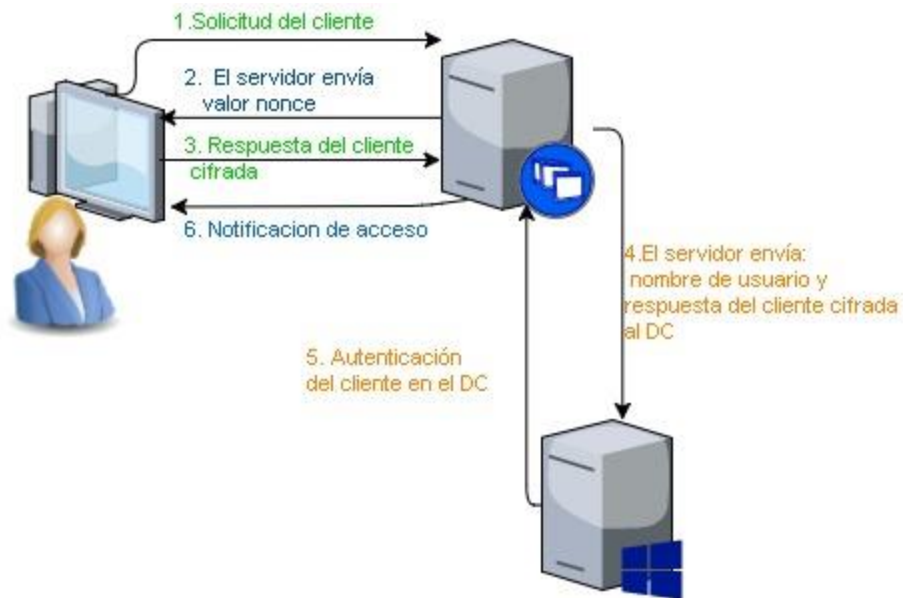 1.Solicitud del cliente
2. El servidor envía
valor nonce
3. Respuesta del cliente
cifrada
6. Notificacion de acceso
4.El servidor envía:
nombre de usuario y
respuesta del cliente cifrada
al DC
5. Autenticación
del cliente en el DC